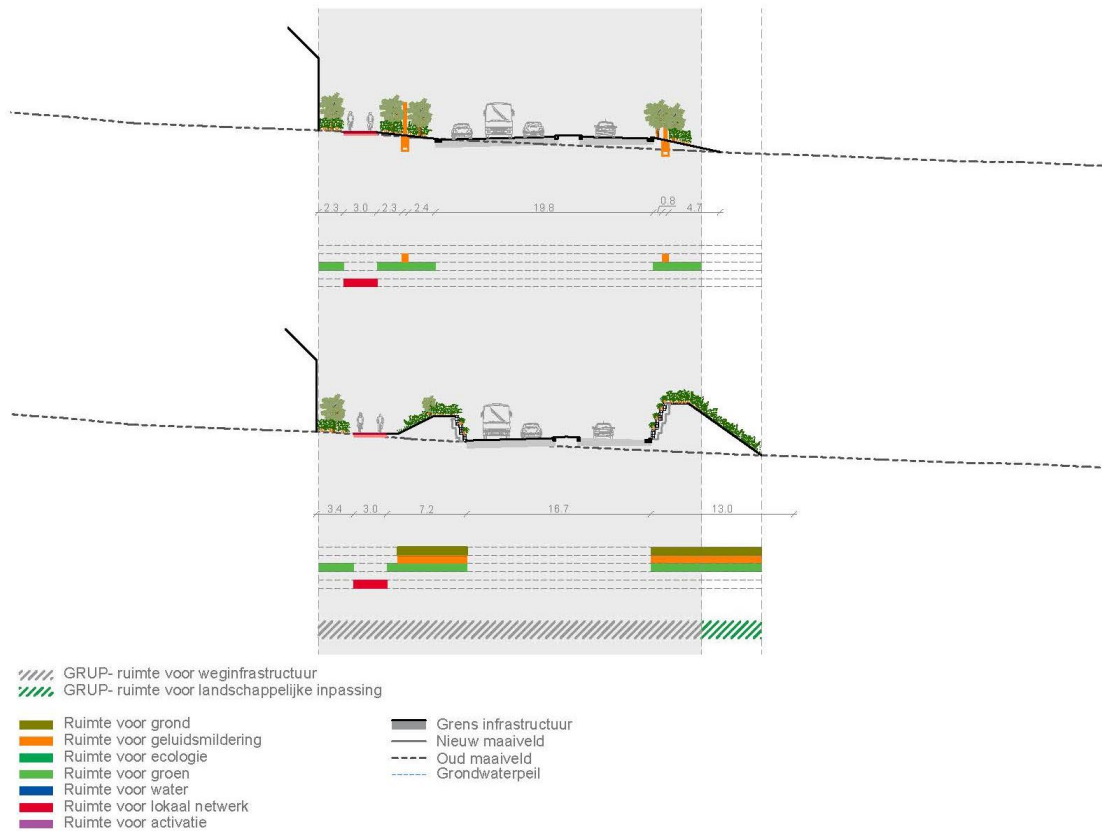 2.3 3.0 2.3 2.4 19.8 0.8 4.7
3.4 3.0 7.2 16.7 13.0
GRUP- ruimte voor weginfrastructuur
GRUP- ruimte voor landschappelijke inpassing
Ruimte voor grond
Ruimte voor geluidsmildering
Ruimte voor ecologie
Ruimte voor groen
Ruimte voor water
Ruimte voor lokaal netwerk
Ruimte voor activatie
Grens infrastructuur
Nieuw maaiveld
Oud maaiveld
Grondwaterpeil